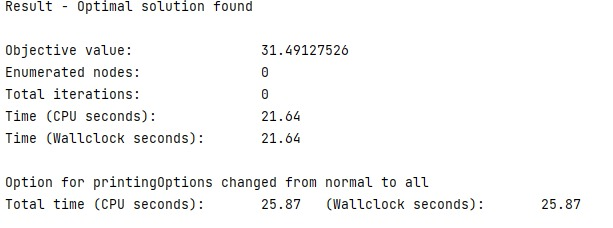 Result - Optimal solution found
Objective value: 31.49127526
Enumerated nodes: 0
Total iterations: 0
Time (CPU seconds): 21.64
Time (Wallclock seconds): 21.64
Option for printingOptions changed from normal to all
Total time (CPU seconds): 25.87 (Wallclock seconds): 25.87